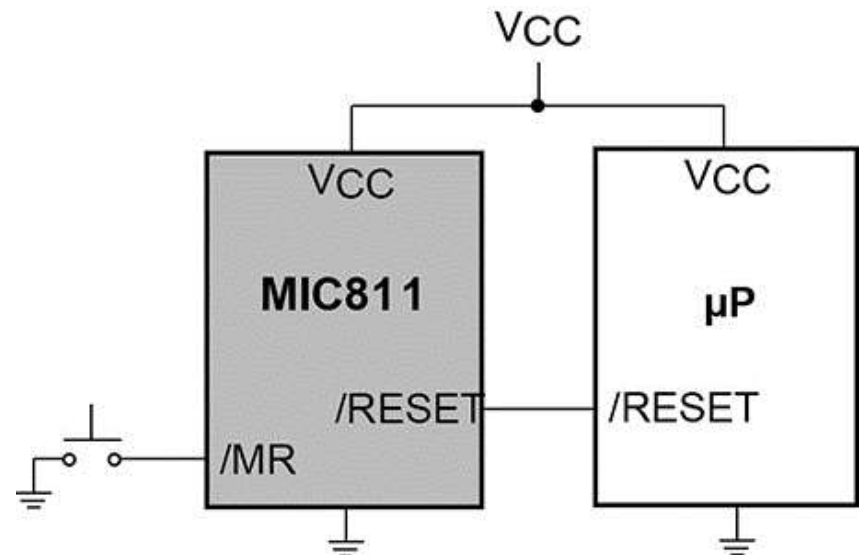 VCC
VCC
VCC
MIC811
µP
/RESET
/RESET
/MR